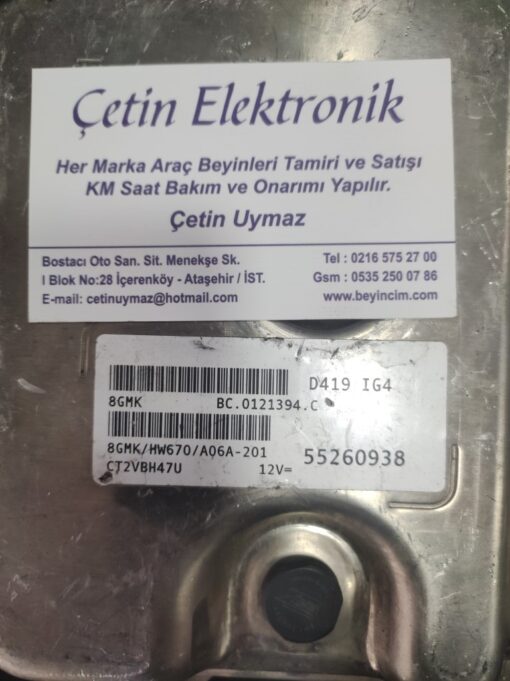 Çetin Elektronik
Her Marka Araç Beyinleri Tamiri ve Satışı
KM Saat Bakım ve Onarımı Yapılır.
Çetin Uymaz
Bostacı Oto San. Sit. Menekşe Sk. Tel : 0216 575 27 00
I Blok No:28 İçerenköy - Ataşehir / İST. Gsm : 0535 250 07 86
E-mail: cetinuymaz@hotmail.com www.beyincim.com
D419 IG4
8GMK BC.0121394.C
8GMK/HW670/A06A-201 55260938
CT2VBH47U 12V=